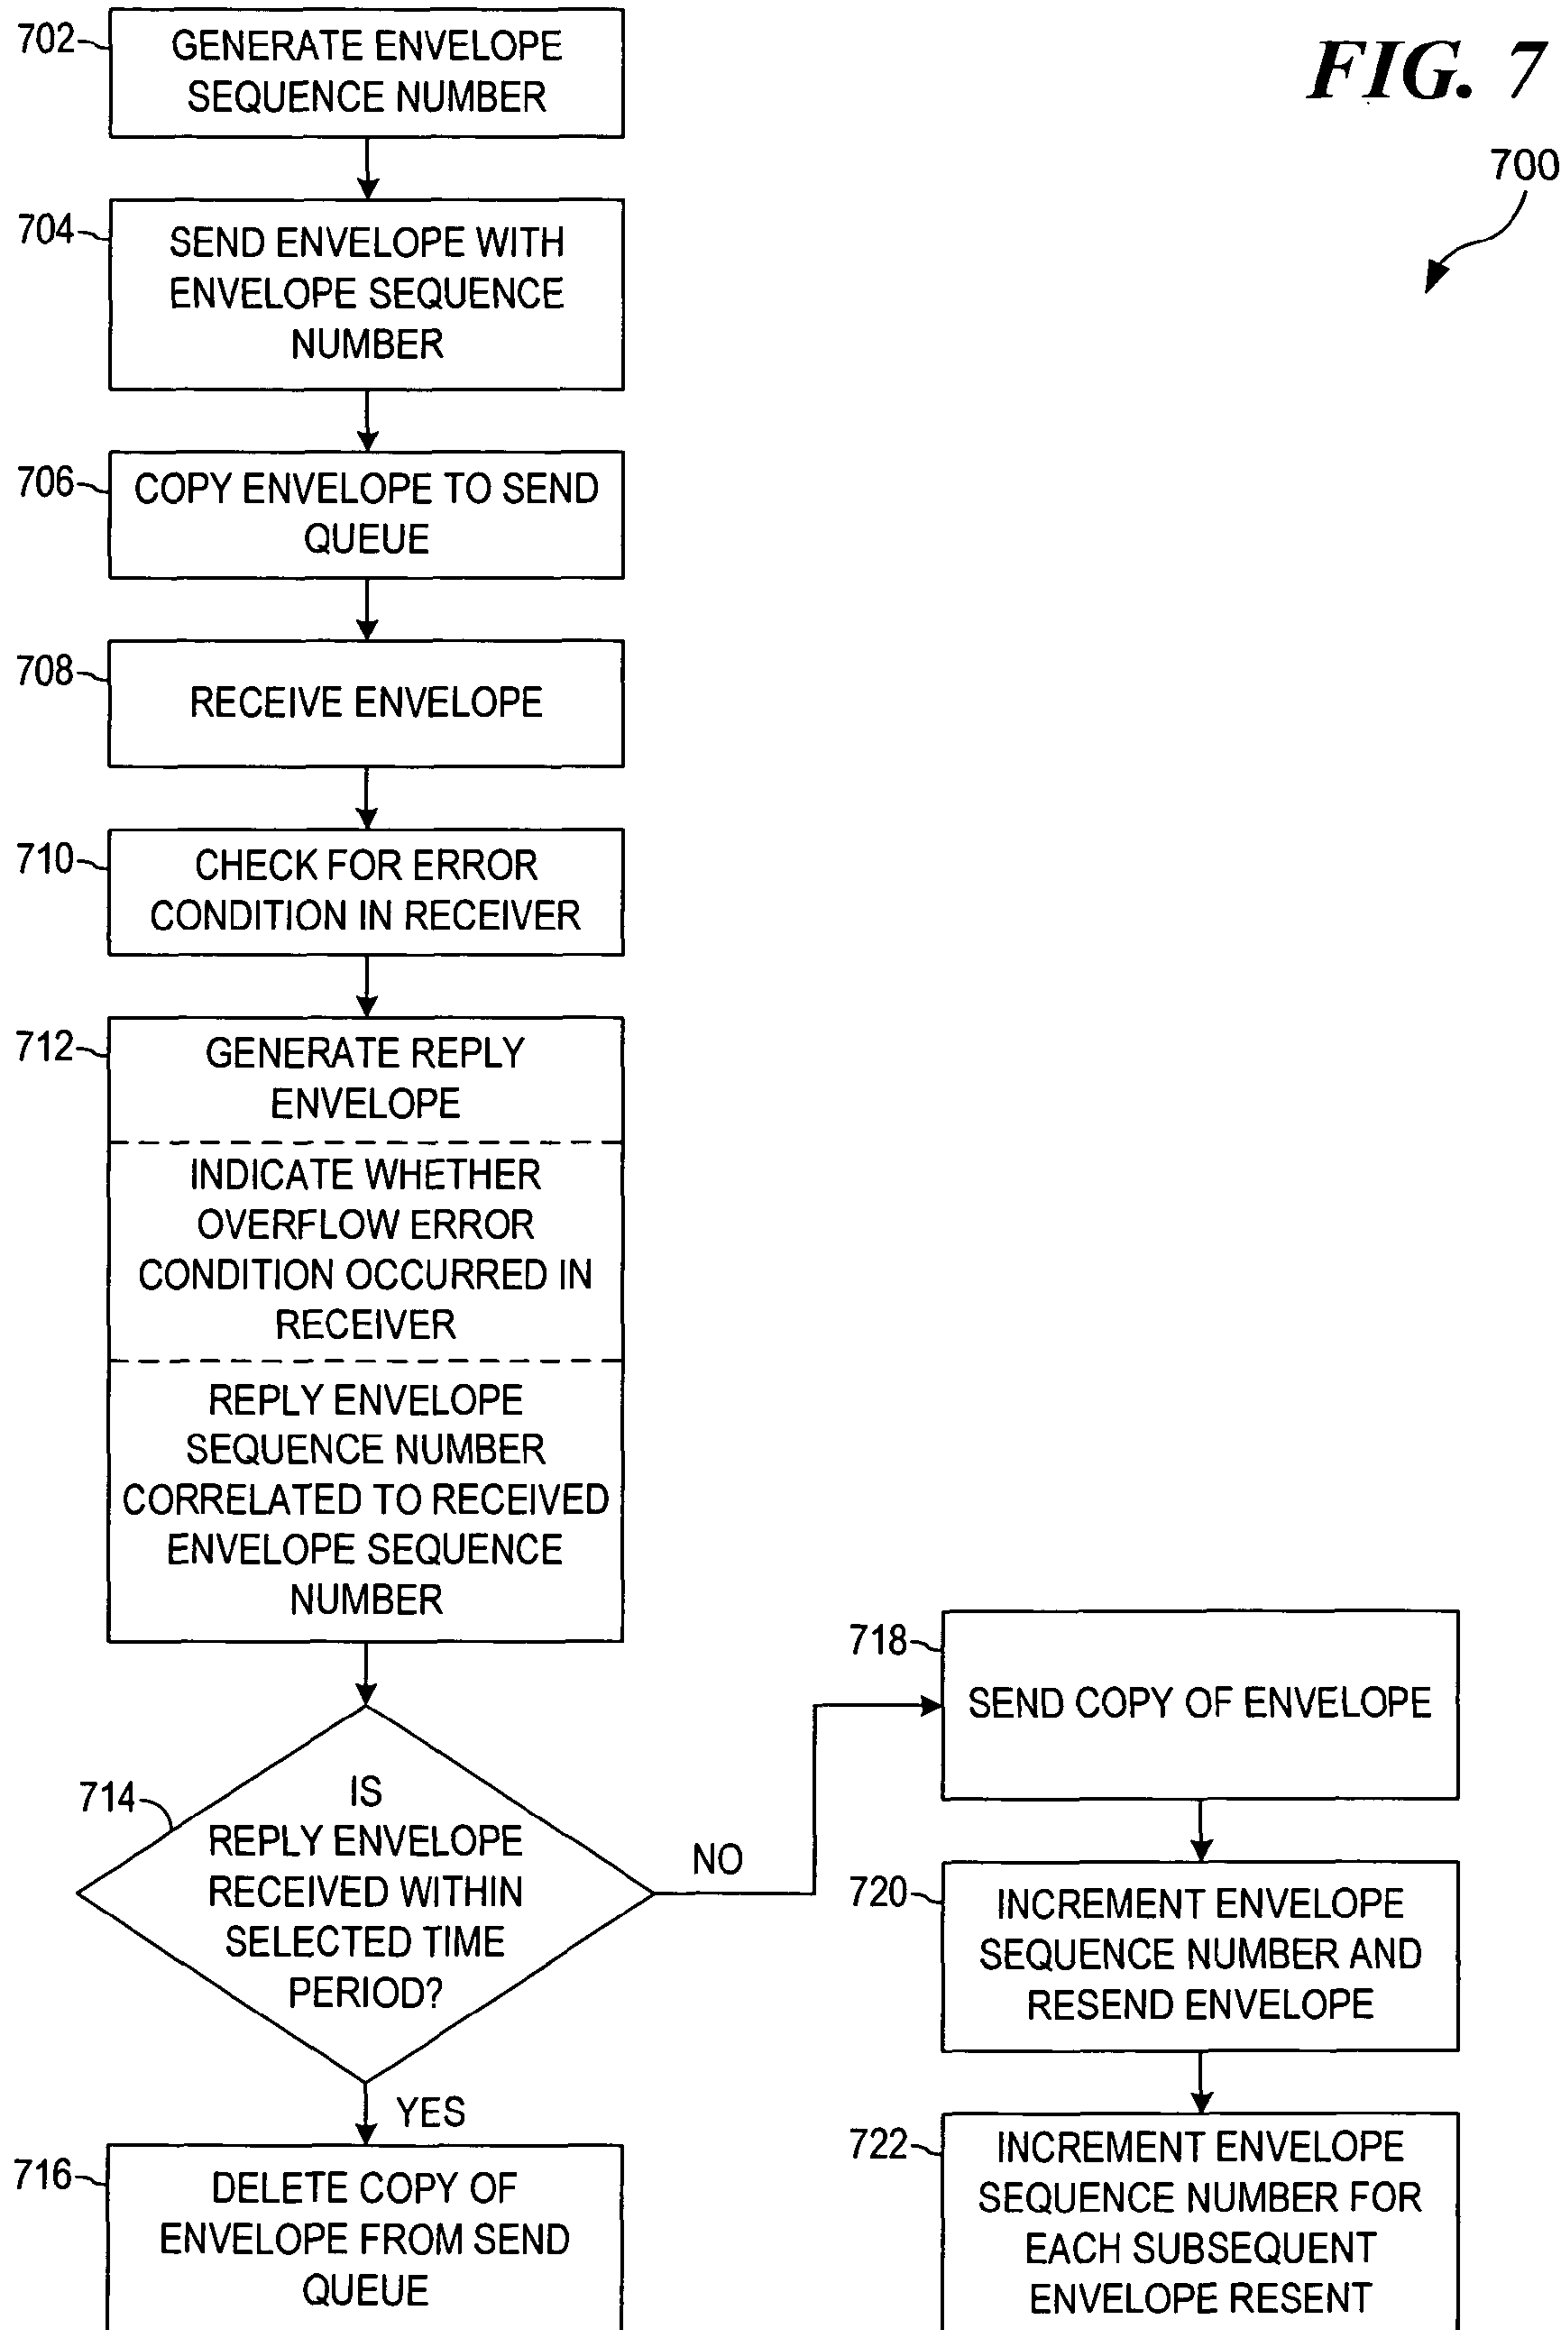 FIG. 7
700
702
GENERATE ENVELOPE
SEQUENCE NUMBER
704
SEND ENVELOPE WITH
ENVELOPE SEQUENCE
NUMBER
706
COPY ENVELOPE TO SEND
QUEUE
708
RECEIVE ENVELOPE
710
CHECK FOR ERROR
CONDITION IN RECEIVER
712
GENERATE REPLY
ENVELOPE
INDICATE WHETHER
OVERFLOW ERROR
CONDITION OCCURRED IN
RECEIVER
REPLY ENVELOPE
SEQUENCE NUMBER
CORRELATED TO RECEIVED
ENVELOPE SEQUENCE
NUMBER
714
IS
REPLY ENVELOPE
RECEIVED WITHIN
SELECTED TIME
PERIOD?
NO
YES
716
DELETE COPY OF
ENVELOPE FROM SEND
QUEUE
718
SEND COPY OF ENVELOPE
720
INCREMENT ENVELOPE
SEQUENCE NUMBER AND
RESEND ENVELOPE
722
INCREMENT ENVELOPE
SEQUENCE NUMBER FOR
EACH SUBSEQUENT
ENVELOPE RESENT